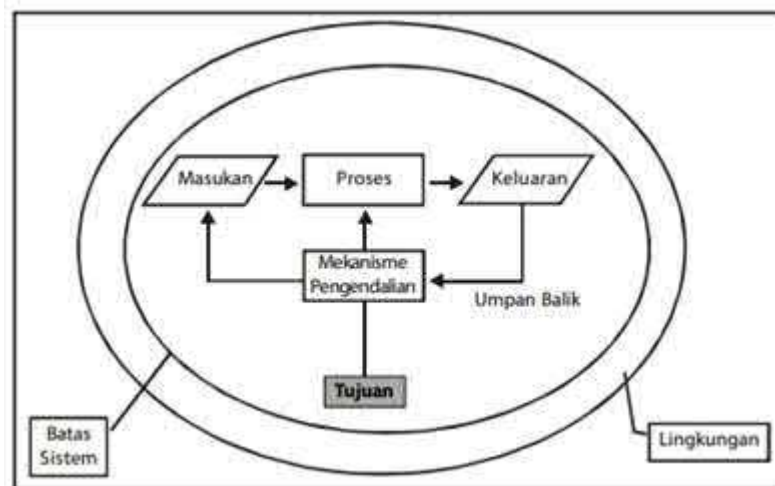 Masukan
Proses
Keluaran
Mekanisme
Pengendalian
Umpan Balik
Tujuan
Batas
Sistem
Lingkungan